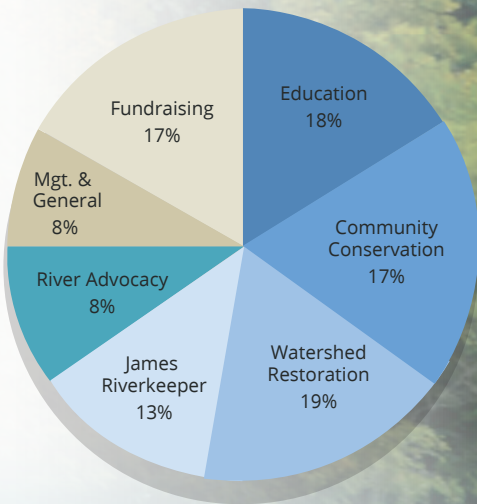 Education
18%
Community
Conservation
17%
Watershed
Restoration
19%
James
Riverkeeper
13%
River Advocacy
8%
Mgt. &
General
8%
Fundraising
17%